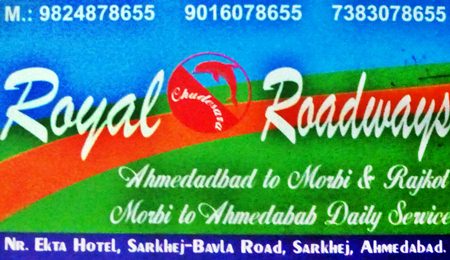 M.: 9824878655 9016078655 7383078655
Royal Chudesara Roadways
Ahmedadbad to Morbi & Rajkot
Morbi to Ahmedabab Daily Service
Nr. Ekta Hotel, Sarkhej-Bavla Road, Sarkhej, Ahmedabad.